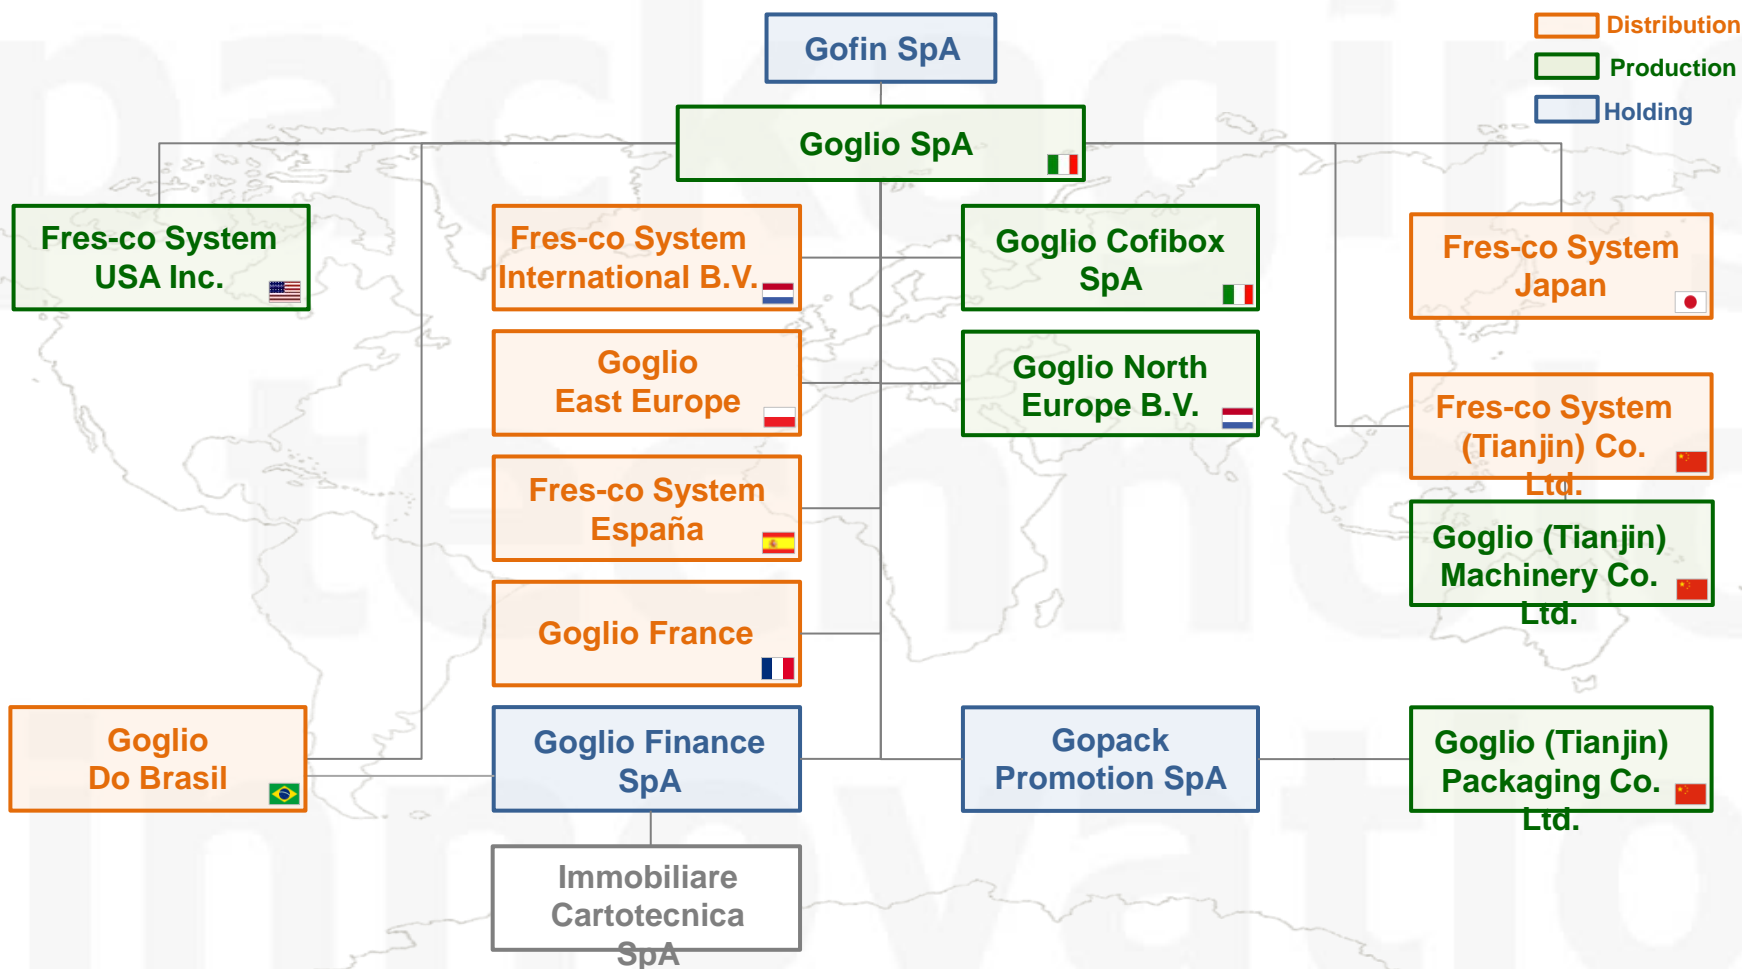 Gofin SpA
Distribution
Production
Holding
Goglio SpA
Fres-co System
USA Inc.
Fres-co System
International B.V.
Goglio Cofibox
SpA
Fres-co System
Japan
Goglio
East Europe
Goglio North
Europe B.V.
Fres-co System
(Tianjin) Co.
Ltd.
Fres-co System
España
Goglio (Tianjin)
Machinery Co.
Ltd.
Goglio France
Goglio
Do Brasil
Goglio Finance
SpA
Gopack
Promotion SpA
Goglio (Tianjin)
Packaging Co.
Ltd.
Immobiliare
Cartotecnica
SpA